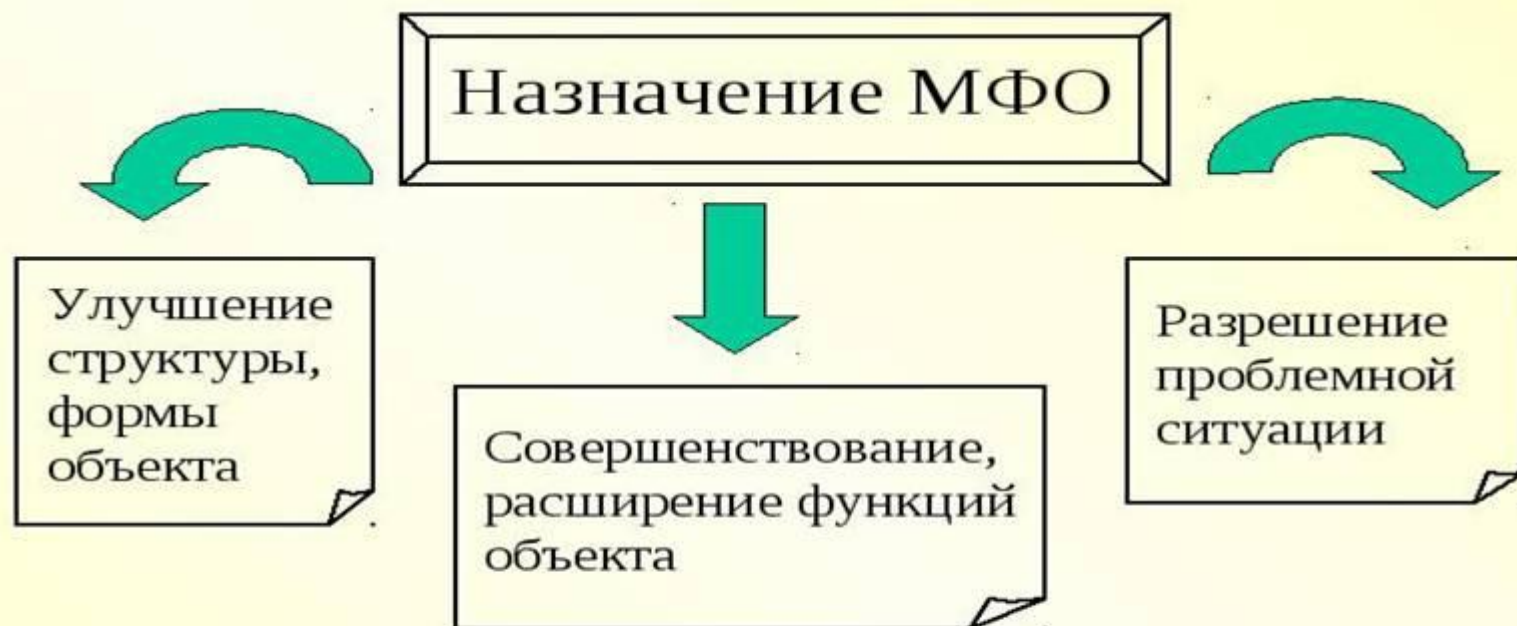 Назначение МФО
Улучшение
структуры,
формы
объекта
Совершенствование,
расширение функций
объекта
Разрешение
проблемной
ситуации